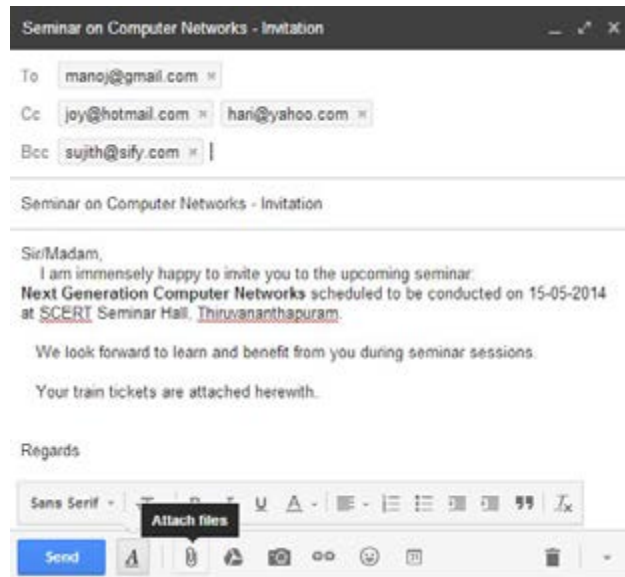 Seminar on Computer Networks - Invitation
To manoj@gmail.com ×
Cc joy@hotmail.com × hari@yahoo.com ×
Bcc sujith@sify.com ×
Seminar on Computer Networks - Invitation
Sir/Madam,
I am immensely happy to invite you to the upcoming seminar:
Next Generation Computer Networks scheduled to be conducted on 15-05-2014
at SCERT Seminar Hall, Thiruvananthapuram.
We look forward to learn and benefit from you during seminar sessions.
Your train tickets are attached herewith.
Regards
Sans Serif
Attach files
Send